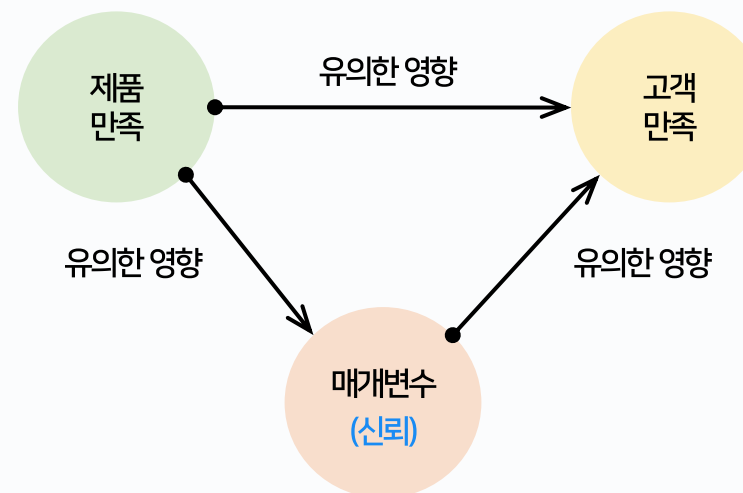 제품
만족
유의한 영향
고객
만족
유의한 영향
유의한 영향
매개변수
(신뢰)